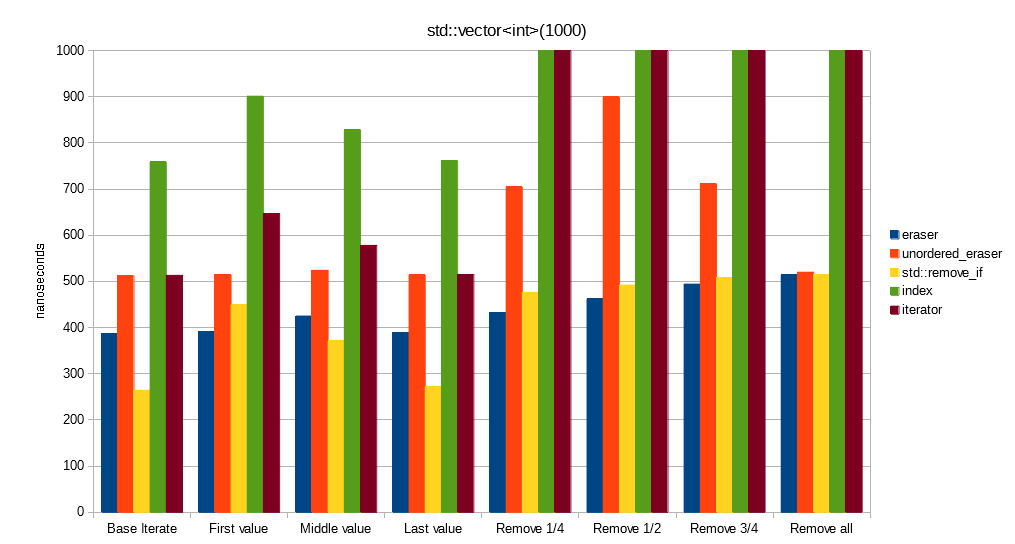 std::vector<int>(1000)
1000
900
800
700
600
500
400
300
200
100
0
nanoseconds
Base Iterate
First value
Middle value
Last value
Remove 1/4
Remove 1/2
Remove 3/4
Remove all
eraser
unordered_eraser
std::remove_if
index
iterator